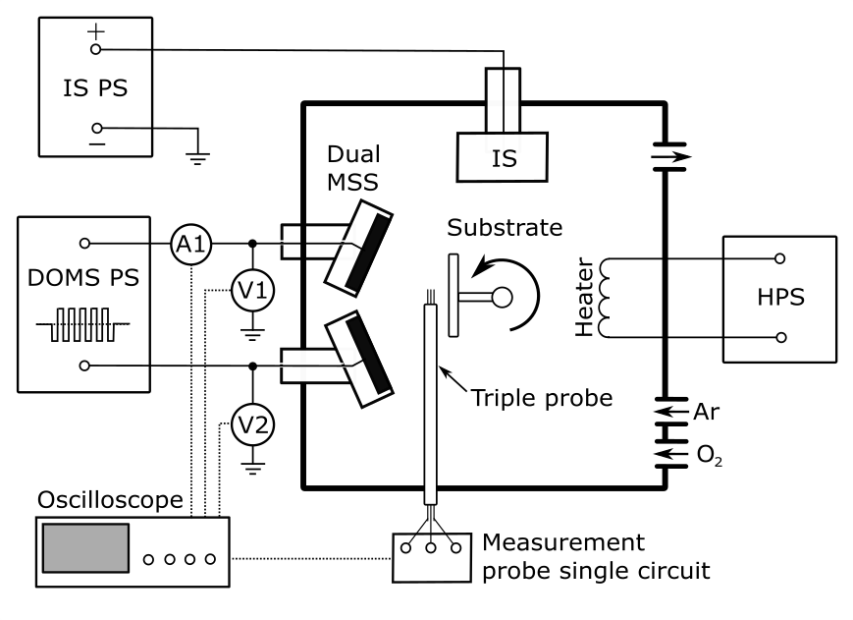 +
IS PS
−
Dual
MSS
IS
Substrate
A1
DOMS PS
V1
Heater
HPS
Triple probe
Ar
V2
O₂
Oscilloscope
Measurement
probe single circuit